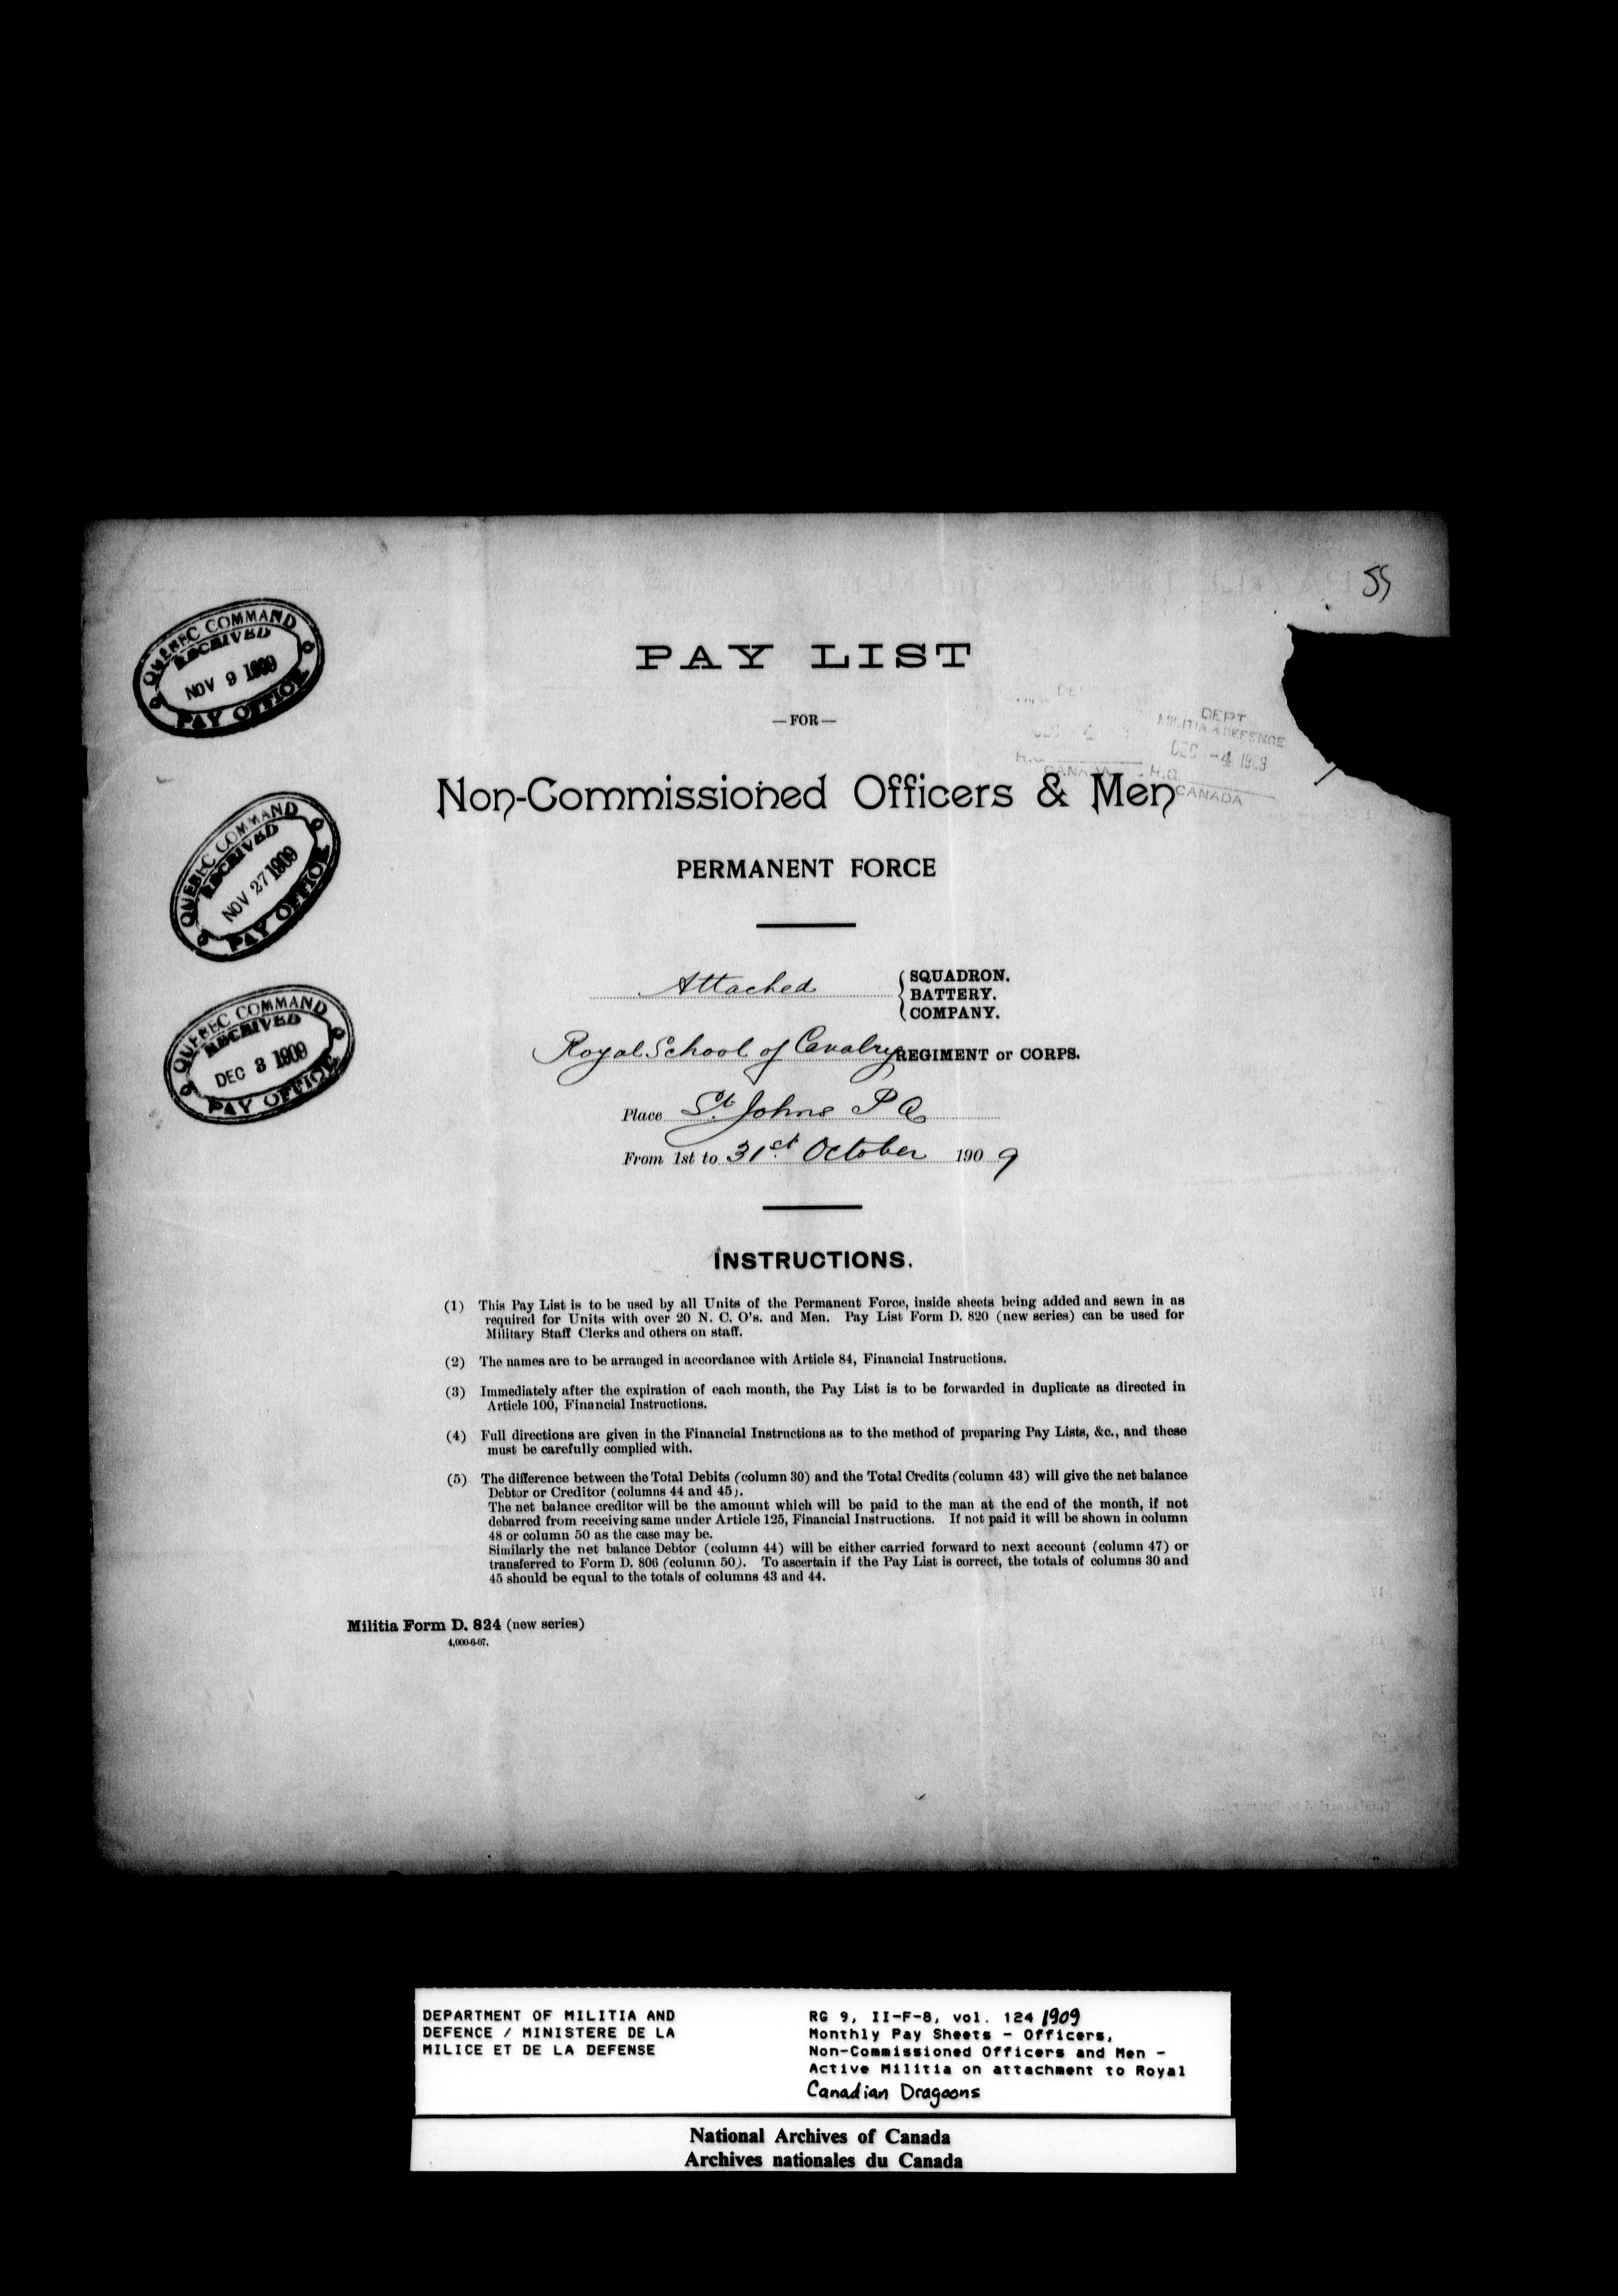 55
QUEBEC COMMAND
RECEIVED
NOV 9 1909
PAY OFFICE
PAY LIST
—FOR—
DEPT
MILITIA & DEFENCE
DEC -4 1909
H.Q.
CANADA
Non-Commissioned Officers & Men
PERMANENT FORCE
QUEBEC COMMAND
RECEIVED
NOV 27 1909
PAY OFFICE
Attached { SQUADRON.
BATTERY.
COMPANY.
Royal School of Cavalry REGIMENT or CORPS.
QUEBEC COMMAND
RECEIVED
DEC 3 1909
PAY OFFICE
Place St. Johns P Q
From 1st to 31st October 1909
INSTRUCTIONS.
(1) This Pay List is to be used by all Units of the Permanent Force, inside sheets being added and sewn in as
required for Units with over 20 N. C. O's. and Men. Pay List Form D. 820 (new series) can be used for
Military Staff Clerks and others on staff.
(2) The names are to be arranged in accordance with Article 84, Financial Instructions.
(3) Immediately after the expiration of each month, the Pay List is to be forwarded in duplicate as directed in
Article 100, Financial Instructions.
(4) Full directions are given in the Financial Instructions as to the method of preparing Pay Lists, &c., and these
must be carefully complied with.
(5) The difference between the Total Debits (column 30) and the Total Credits (column 43) will give the net balance
Debtor or Creditor (columns 44 and 45).
The net balance creditor will be the amount which will be paid to the man at the end of the month, if not
debarred from receiving same under Article 125, Financial Instructions. If not paid it will be shown in column
48 or column 50 as the case may be.
Similarly the net balance Debtor (column 44) will be either carried forward to next account (column 47) or
transferred to Form D. 806 (column 50). To ascertain if the Pay List is correct, the totals of columns 30 and
45 should be equal to the totals of columns 43 and 44.
Militia Form D. 824 (new series)
4,000-6-07.
DEPARTMENT OF MILITIA AND
DEFENCE / MINISTERE DE LA
MILICE ET DE LA DEFENSE
RG 9, II-F-8, vol. 124 1909
Monthly Pay Sheets - Officers,
Non-Commissioned Officers and Men -
Active Militia on attachment to Royal
Canadian Dragoons
National Archives of Canada
Archives nationales du Canada